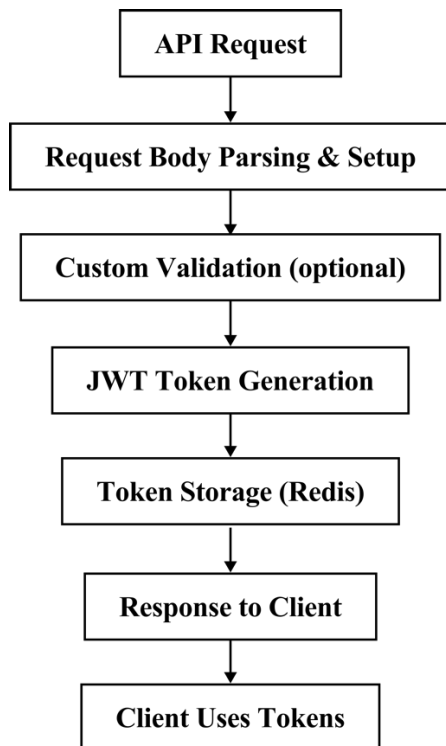 API Request
Request Body Parsing & Setup
Custom Validation (optional)
JWT Token Generation
Token Storage (Redis)
Response to Client
Client Uses Tokens